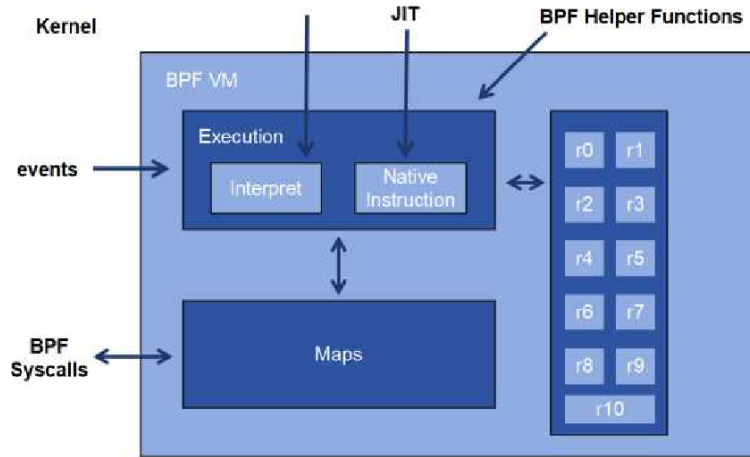 Kernel
JIT
BPF Helper Functions
BPF VM
Execution
events
Interpret
Native
Instruction
r0 r1
r2 r3
r4 r5
r6 r7
r8 r9
r10
BPF
Syscalls
Maps